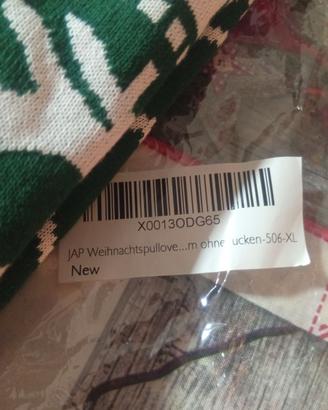 X0013ODG65
JAP Weihnachtspullove...m ohne ucken-506-XL
New